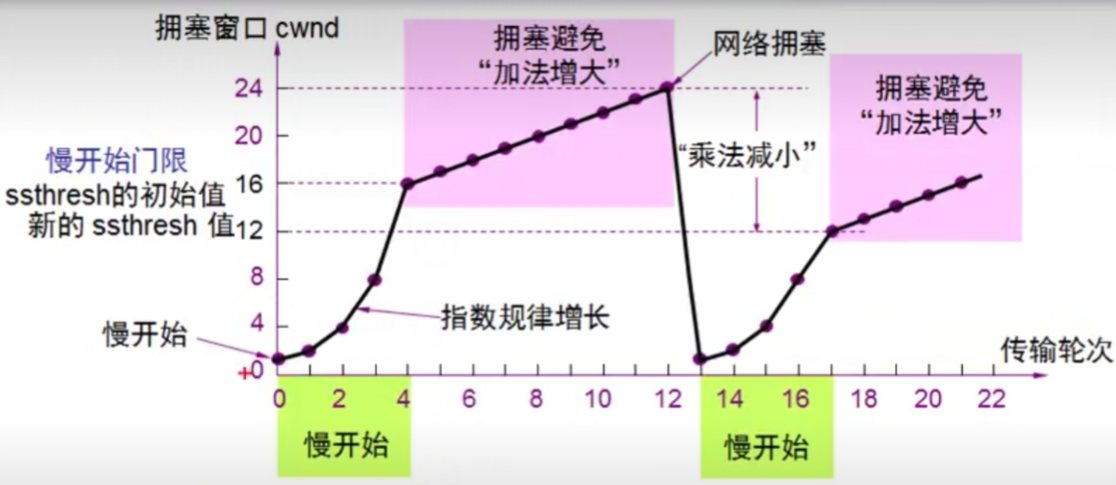 拥塞窗口 cwnd
拥塞避免
“加法增大”
网络拥塞
拥塞避免
“加法增大”
24
20
“乘法减小”
慢开始门限
ssthresh的初始值
16
新的 ssthresh 值
12
8
4
0
指数规律增长
慢开始
传输轮次
0 2 4 6 8 10 12 14 16 18 20 22
慢开始
慢开始